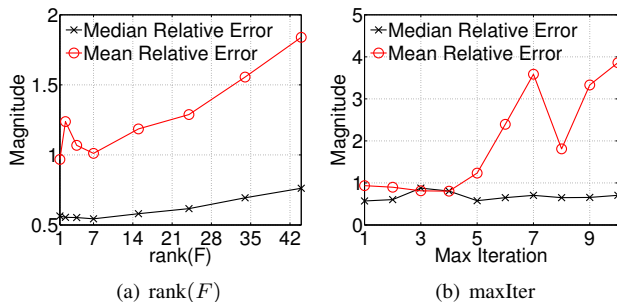 Median Relative Error
Mean Relative Error
Magnitude
2
1.5
1
0.5
1 7 14 21 28 35 42
rank(F)
(a) rank(F)
Median Relative Error
Mean Relative Error
Magnitude
5
4
3
2
1
0
1 3 5 7 9
Max Iteration
(b) maxIter